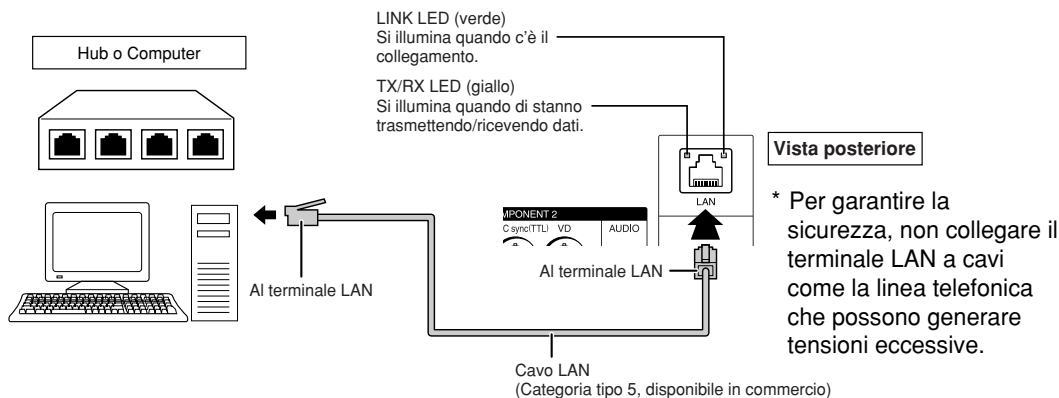 LINK LED (verde)
Si illumina quando c'è il
collegamento.
Hub o Computer
TX/RX LED (giallo)
Si illumina quando di stanno
trasmettendo/ricevendo dati.
Vista posteriore
LAN
* Per garantire la
sicurezza, non collegare il
terminale LAN a cavi
come la linea telefonica
che possono generare
tensioni eccessive.
MPONENT 2
C sync(TTL) VD AUDIO
Al terminale LAN
Al terminale LAN
Cavo LAN
(Categoria tipo 5, disponibile in commercio)